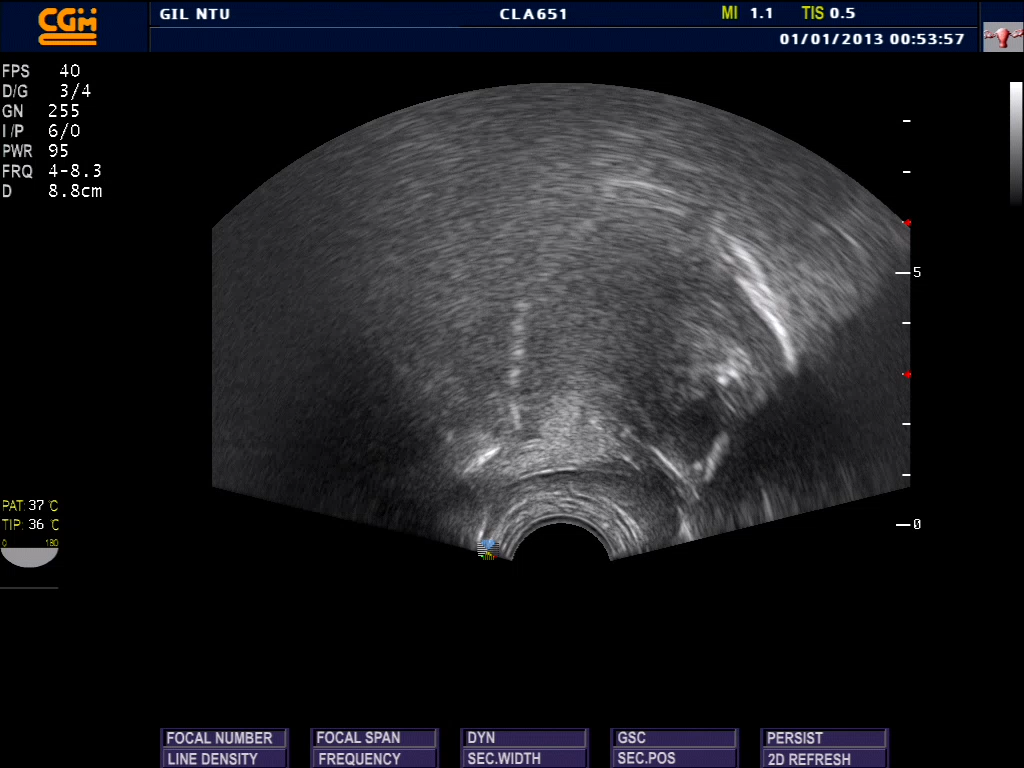 CGM
GIL NTU CLA651 MI 1.1 TIS 0.5
01/01/2013 00:53:57
FPS 40
D/G 3/4
GN 255
I/P 6/0
PWR 95
FRQ 4-8.3
D 8.8cm
5
PAT: 37 °C
TIP: 36 °C
0 180
0
FOCAL NUMBER FOCAL SPAN DYN GSC PERSIST
LINE DENSITY FREQUENCY SEC.WIDTH SEC.POS 2D REFRESH